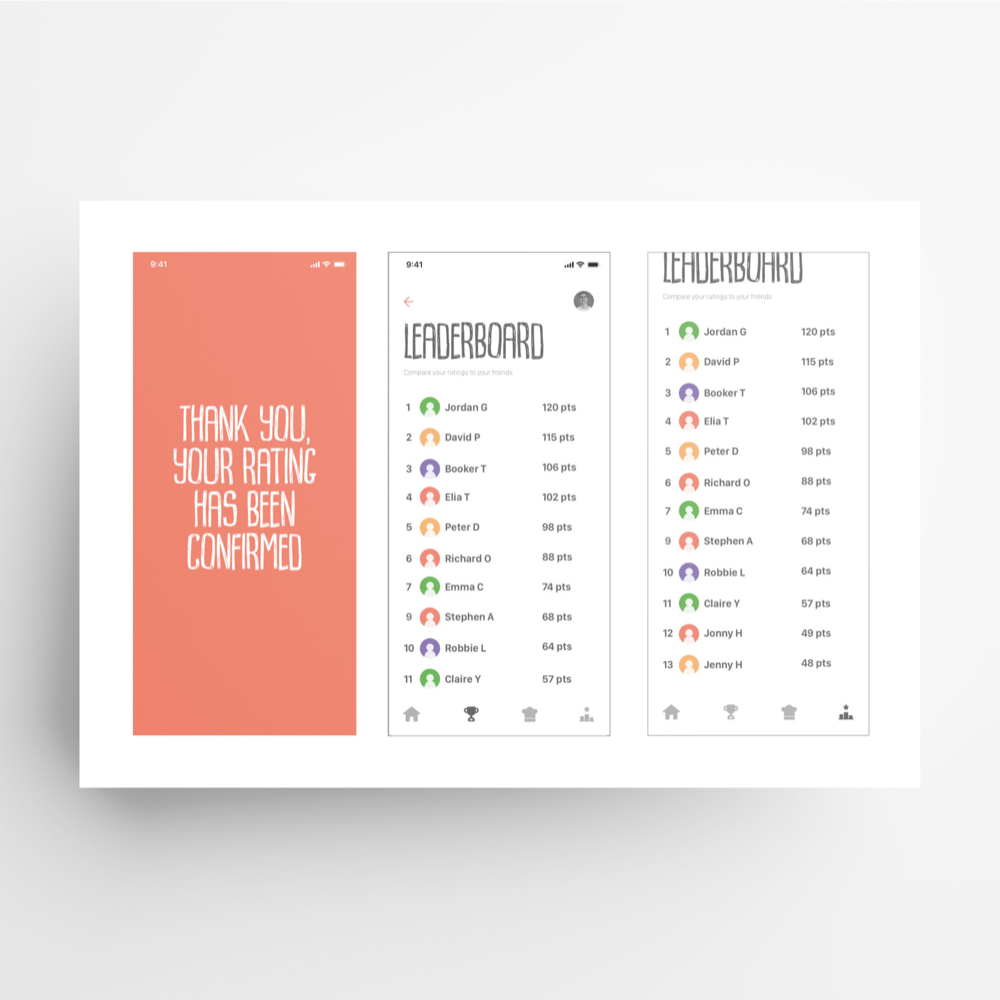 9:41
THANK YOU,
YOUR RATING
HAS BEEN
CONFIRMED
9:41
LEADERBOARD
Compare your ratings to your friends
1 Jordan G 120 pts
2 David P 115 pts
3 Booker T 106 pts
4 Elia T 102 pts
5 Peter D 98 pts
6 Richard O 88 pts
7 Emma C 74 pts
9 Stephen A 68 pts
10 Robbie L 64 pts
11 Claire Y 57 pts
LEADERBOARD
Compare your ratings to your friends
1 Jordan G 120 pts
2 David P 115 pts
3 Booker T 106 pts
4 Elia T 102 pts
5 Peter D 98 pts
6 Richard O 88 pts
7 Emma C 74 pts
9 Stephen A 68 pts
10 Robbie L 64 pts
11 Claire Y 57 pts
12 Jonny H 49 pts
13 Jenny H 48 pts